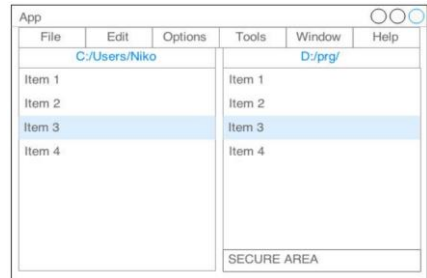 App
File Edit Options Tools Window Help
C:/Users/Niko
Item 1
Item 2
Item 3
Item 4
D:/prg/
Item 1
Item 2
Item 3
Item 4
SECURE AREA